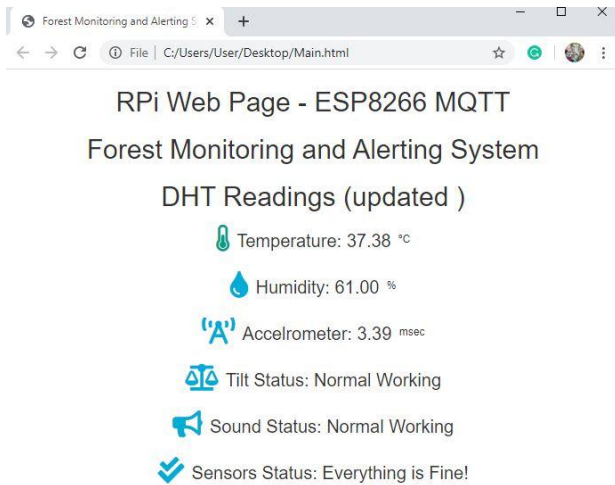 Forest Monitoring and Alerting S
File | C:/Users/User/Desktop/Main.html
RPi Web Page - ESP8266 MQTT
Forest Monitoring and Alerting System
DHT Readings (updated )
Temperature: 37.38 °C
Humidity: 61.00 %
Accelrometer: 3.39 msec
Tilt Status: Normal Working
Sound Status: Normal Working
Sensors Status: Everything is Fine!